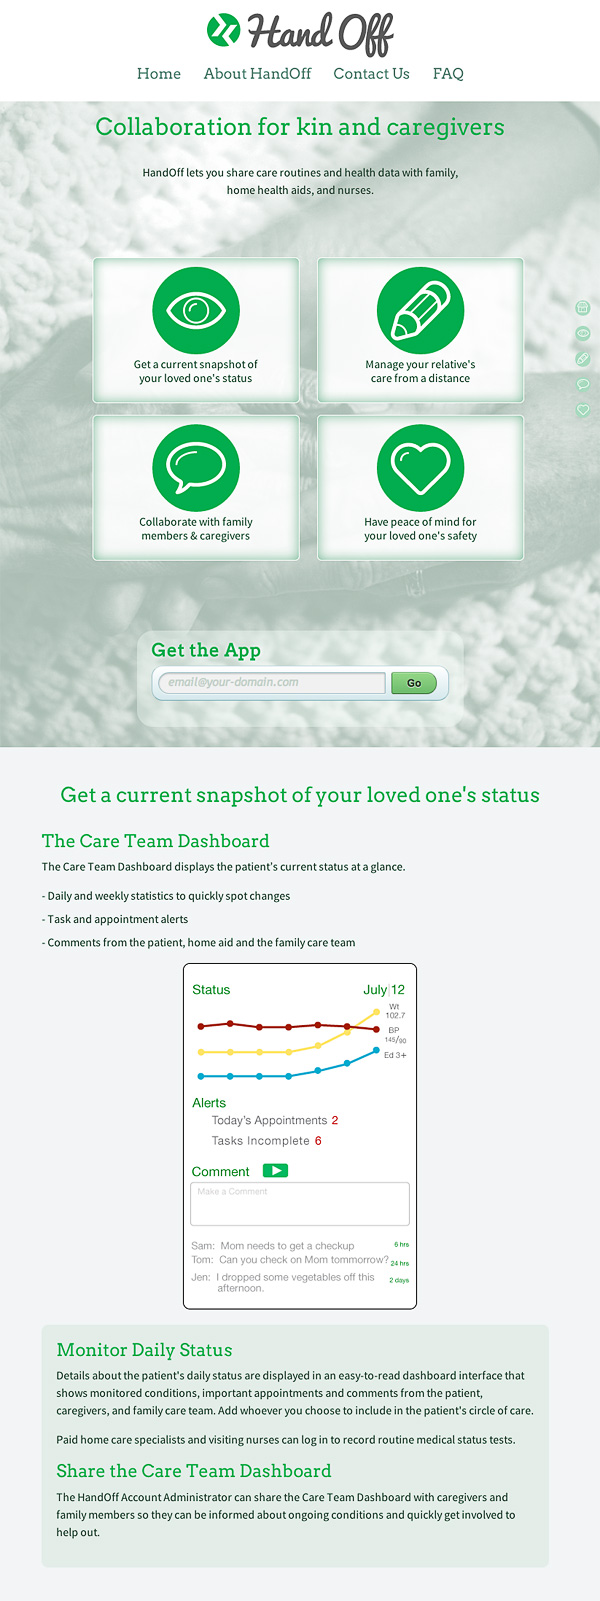 Hand Off
Home About HandOff Contact Us FAQ
Collaboration for kin and caregivers
HandOff lets you share care routines and health data with family,
home health aids, and nurses.
Get a current snapshot of
your loved one's status
Manage your relative's
care from a distance
Collaborate with family
members & caregivers
Have peace of mind for
your loved one's safety
Get the App
email@your-domain.com
Go
Get a current snapshot of your loved one's status
The Care Team Dashboard
The Care Team Dashboard displays the patient's current status at a glance.
- Daily and weekly statistics to quickly spot changes
- Task and appointment alerts
- Comments from the patient, home aid and the family care team
Status July 12
Wt
102.7
BP
145/90
Ed 3+
Alerts
Today's Appointments 2
Tasks Incomplete 6
Comment
Make a Comment
Sam: Mom needs to get a checkup 6 hrs
Tom: Can you check on Mom tommorrow? 24 hrs
Jen: I dropped some vegetables off this 2 days
afternoon.
Monitor Daily Status
Details about the patient's daily status are displayed in an easy-to-read dashboard interface that
shows monitored conditions, important appointments and comments from the patient,
caregivers, and family care team. Add whoever you choose to include in the patient's circle of care.
Paid home care specialists and visiting nurses can log in to record routine medical status tests.
Share the Care Team Dashboard
The HandOff Account Administrator can share the Care Team Dashboard with caregivers and
family members so they can be informed about ongoing conditions and quickly get involved to
help out.